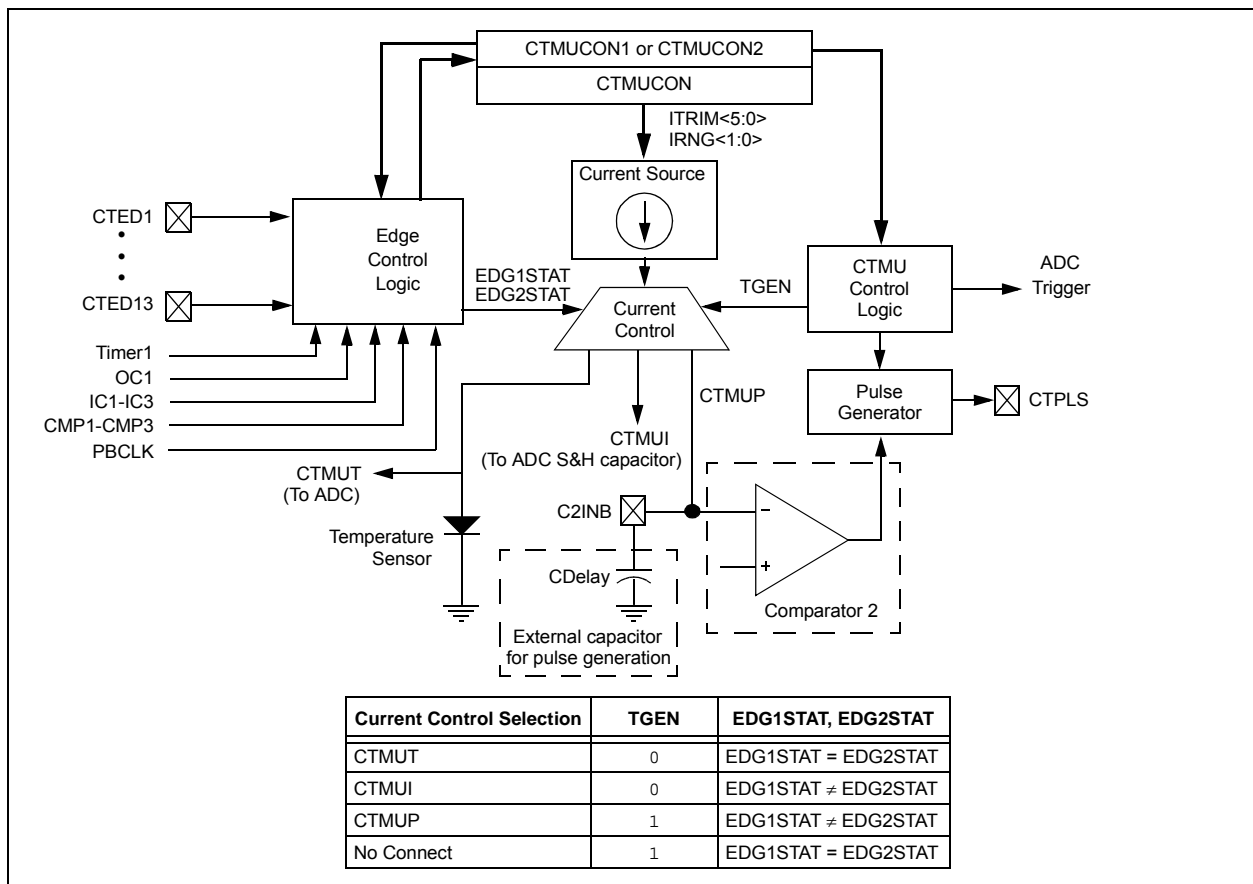 CTMUCON1 or CTMUCON2
CTMUCON
ITRIM<5:0>
IRNG<1:0>
Current Source
CTED1
CTED13
Edge
Control
Logic
EDG1STAT
EDG2STAT
Current
Control
TGEN
CTMU
Control
Logic
ADC
Trigger
Timer1
OC1
IC1-IC3
CMP1-CMP3
PBCLK
CTMUP
Pulse
Generator
CTPLS
CTMUT
(To ADC)
CTMUI
(To ADC S&H capacitor)
C2INB
Temperature
Sensor
CDelay
External capacitor
for pulse generation
−
+
Comparator 2
Current Control Selection TGEN EDG1STAT, EDG2STAT
CTMUT 0 EDG1STAT = EDG2STAT
CTMUI 0 EDG1STAT ≠ EDG2STAT
CTMUP 1 EDG1STAT ≠ EDG2STAT
No Connect 1 EDG1STAT = EDG2STAT